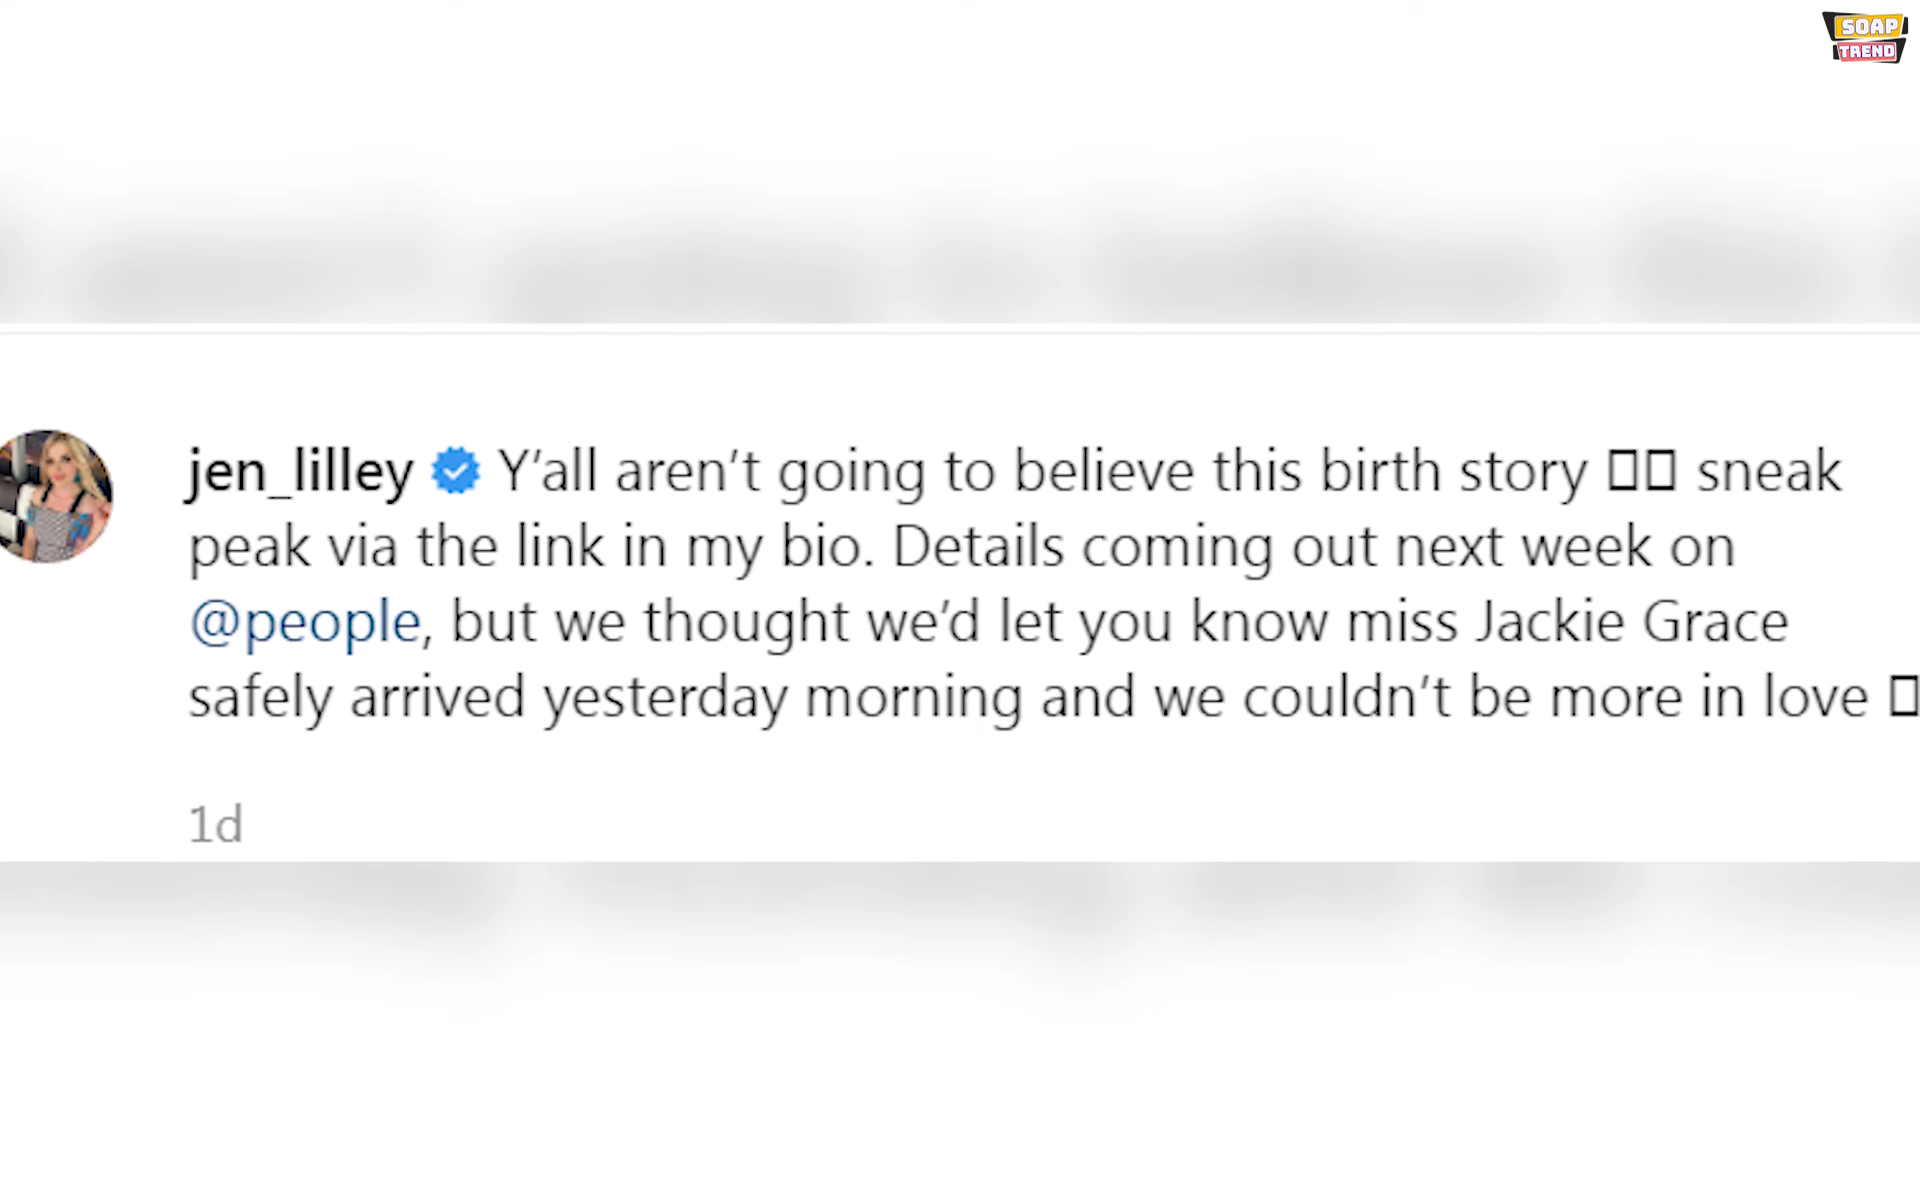 SOAP
TREND
jen_lilley Y'all aren't going to believe this birth story □□ sneak
peak via the link in my bio. Details coming out next week on
@people, but we thought we'd let you know miss Jackie Grace
safely arrived yesterday morning and we couldn't be more in love □
1d